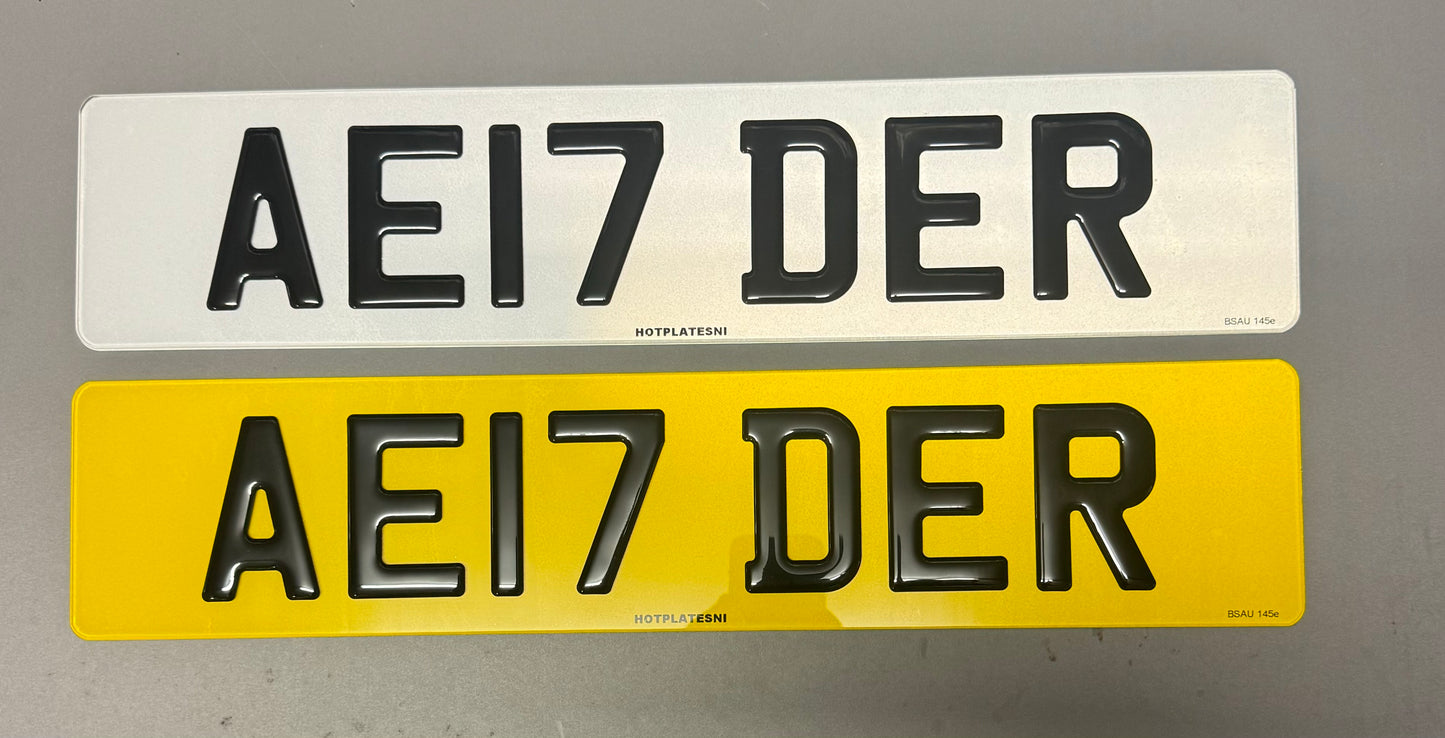 AE17 DER
HOTPLATESNI
BSAU 145e
AE17 DER
HOTPLATESNI
BSAU 145e